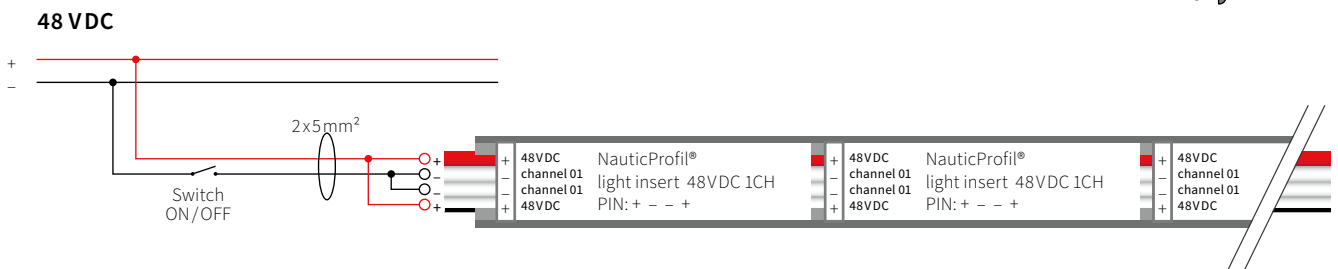 48 VDC
+
−
2x5mm²
Switch
ON/OFF
+
−
−
+
+
−
−
+
48VDC
channel 01
channel 01
48VDC
NauticProfil®
light insert 48VDC 1CH
PIN: + − − +
+
−
−
+
48VDC
channel 01
channel 01
48VDC
NauticProfil®
light insert 48VDC 1CH
PIN: + − − +
+
−
−
+
48VDC
channel 01
channel 01
48VDC